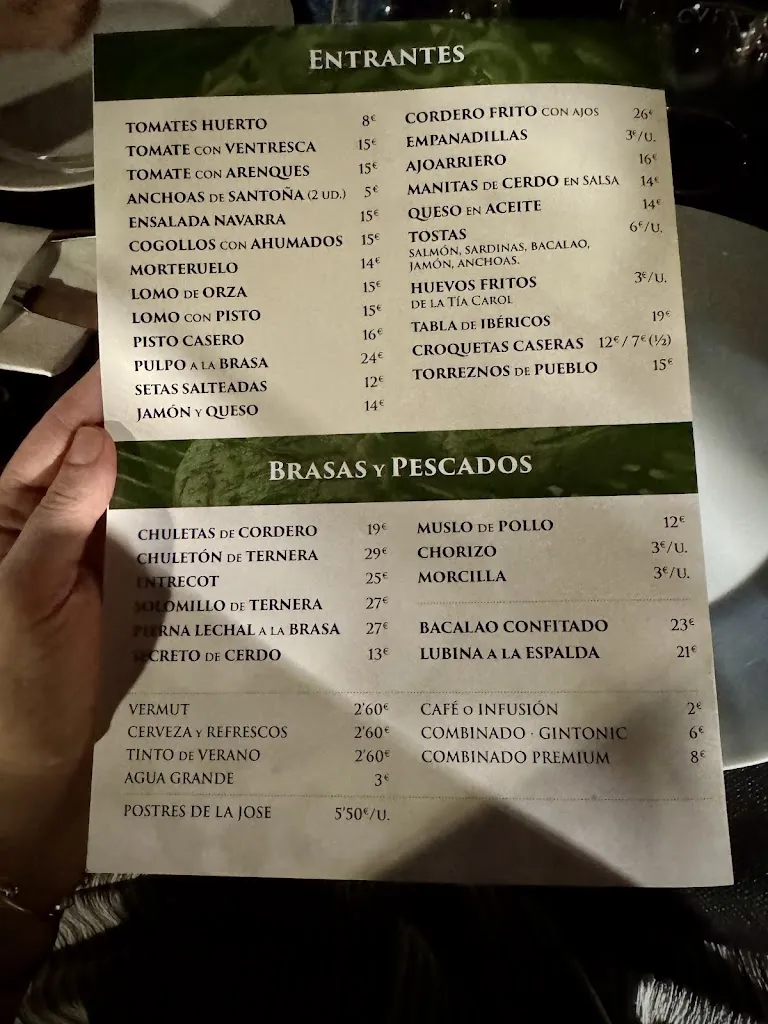 ENTRANTES
TOMATES HUERTO 8€
TOMATE CON VENTRESCA 15€
TOMATE CON ARENQUES 15€
ANCHOAS DE SANTOÑA (2 UD.) 5€
ENSALADA NAVARRA 15€
COGOLLOS CON AHUMADOS 15€
MORTERUELO 14€
LOMO DE ORZA 15€
LOMO CON PISTO 15€
PISTO CASERO 16€
PULPO A LA BRASA 24€
SETAS SALTEADAS 12€
JAMÓN Y QUESO 14€
CORDERO FRITO CON AJOS 26€
EMPANADILLAS 3€/U.
AJOARRIERO 16€
MANITAS DE CERDO EN SALSA 14€
QUESO EN ACEITE 14€
TOSTAS 6€/U.
SALMÓN, SARDINAS, BACALAO,
JAMÓN, ANCHOAS.
HUEVOS FRITOS 3€/U.
DE LA TÍA CAROL
TABLA DE IBÉRICOS 19€
CROQUETAS CASERAS 12€ / 7€ (½)
TORREZNOS DE PUEBLO 15€
BRASAS Y PESCADOS
CHULETAS DE CORDERO 19€
CHULETÓN DE TERNERA 29€
ENTRECOT 25€
SOLOMILLO DE TERNERA 27€
PIERNA LECHAL A LA BRASA 27€
SECRETO DE CERDO 13€
MUSLO DE POLLO 12€
CHORIZO 3€/U.
MORCILLA 3€/U.
BACALAO CONFITADO 23€
LUBINA A LA ESPALDA 21€
VERMUT 2'60€
CERVEZA Y REFRESCOS 2'60€
TINTO DE VERANO 2'60€
AGUA GRANDE 3€
POSTRES DE LA JOSE 5'50€/U.
CAFÉ O INFUSIÓN 2€
COMBINADO · GINTONIC 6€
COMBINADO PREMIUM 8€